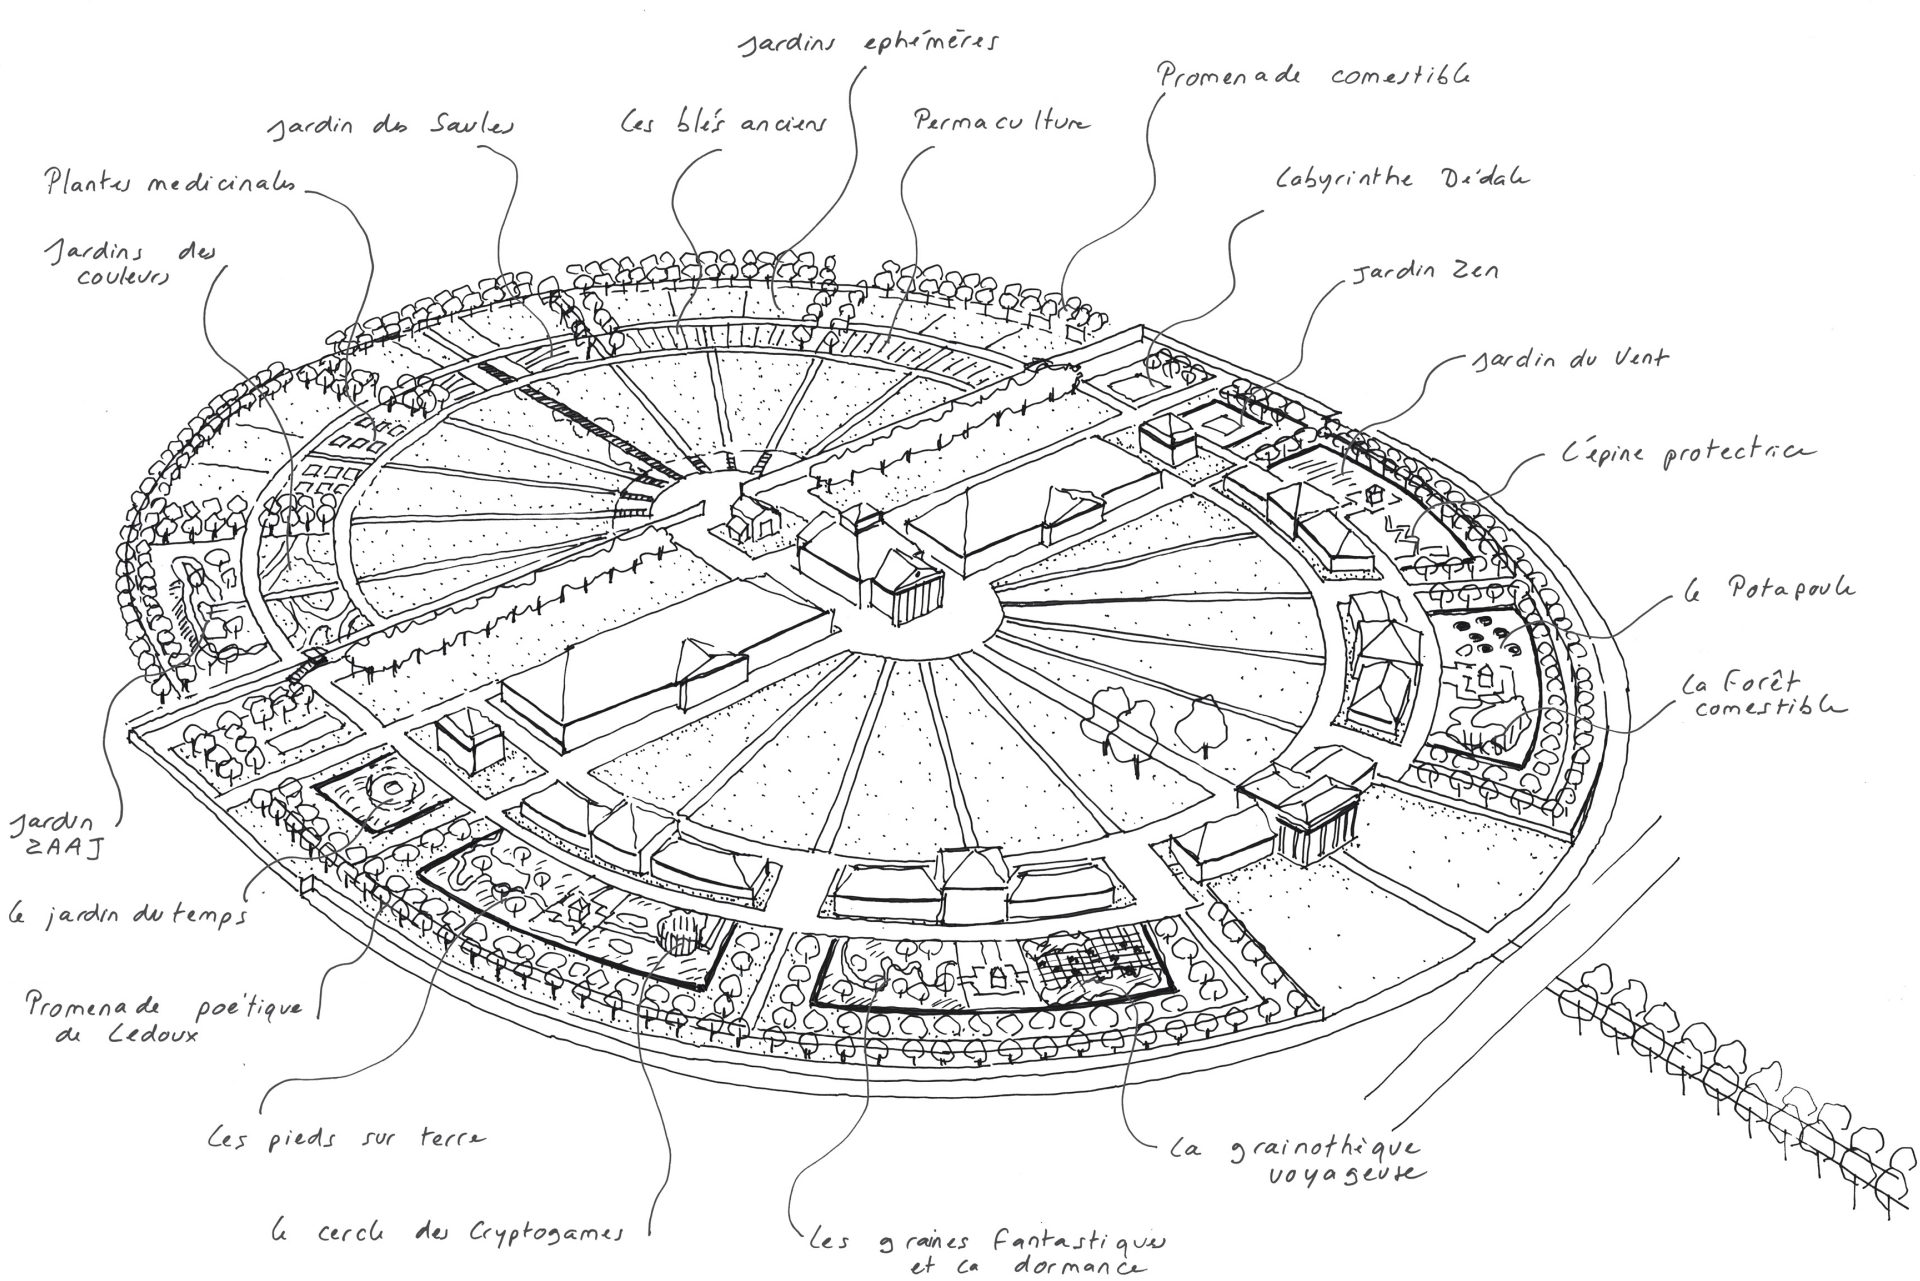 Jardins ephémères
Promenade comestible
Jardin des Saules
Les blés anciens
Permaculture
Plantes medicinales
Labyrinthe Dédale
Jardins des
couleurs
Jardin Zen
Jardin du Vent
L'épine protectrice
Le Potapoule
La Forêt
comestible
Jardin
ZAAJ
Le jardin du temps
Promenade poétique
de Ledoux
Les pieds sur terre
La grainothèque
voyageuse
Le cercle des Cryptogames
Les graines fantastiques
et la dormance